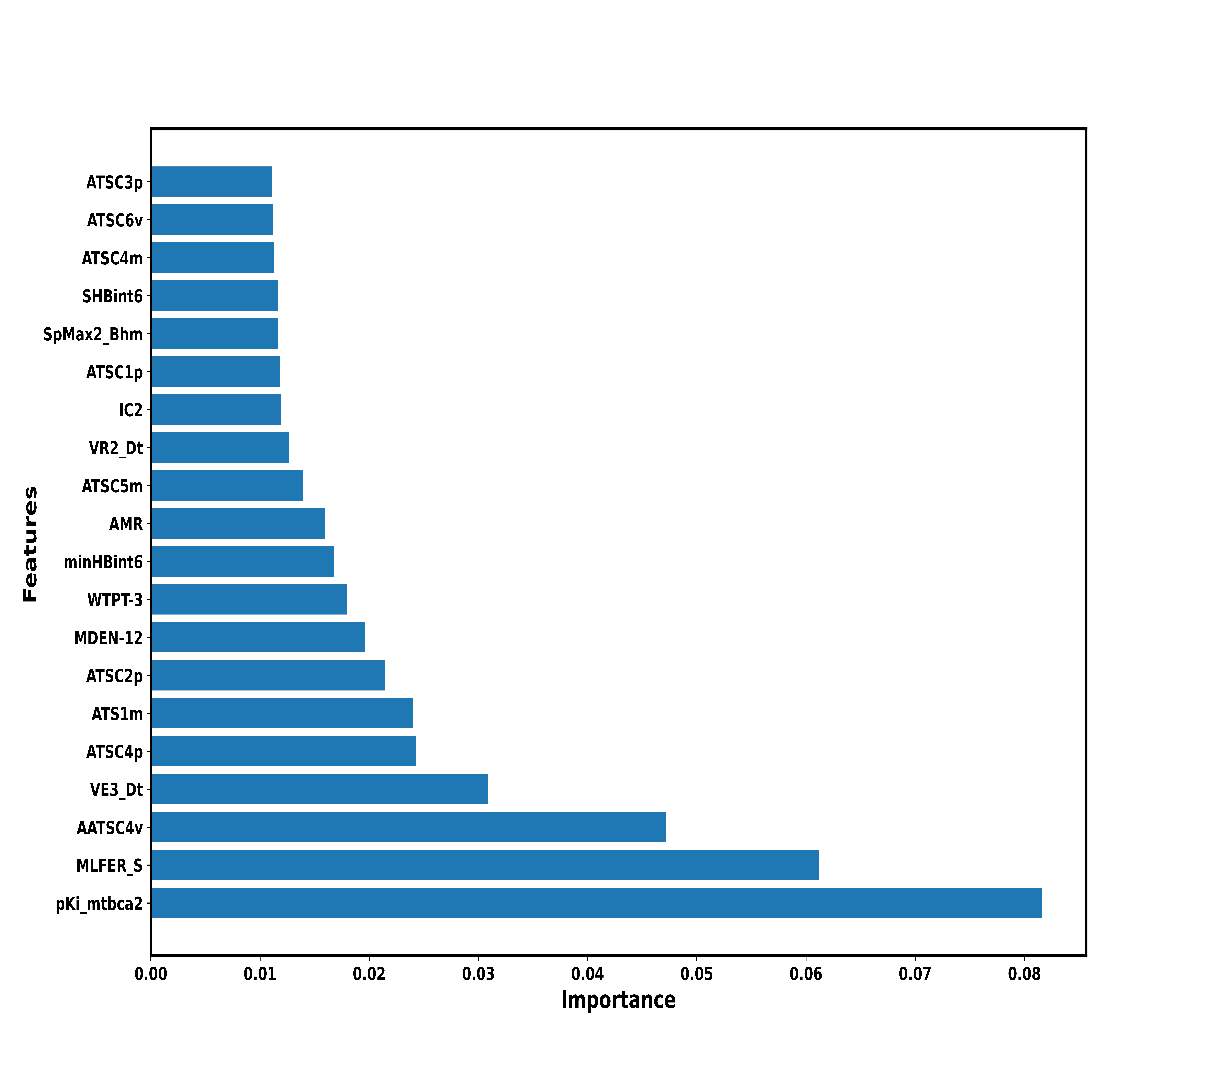 ATSC3p
ATSC6v
ATSC4m
SHBint6
SpMax2_Bhm
ATSC1p
IC2
VR2_Dt
ATSC5m
AMR
minHBint6
WTPT-3
MDEN-12
ATSC2p
ATS1m
ATSC4p
VE3_Dt
AATSC4v
MLFER_S
pKi_mtbca2
Features
0.00 0.01 0.02 0.03 0.04 0.05 0.06 0.07 0.08
Importance